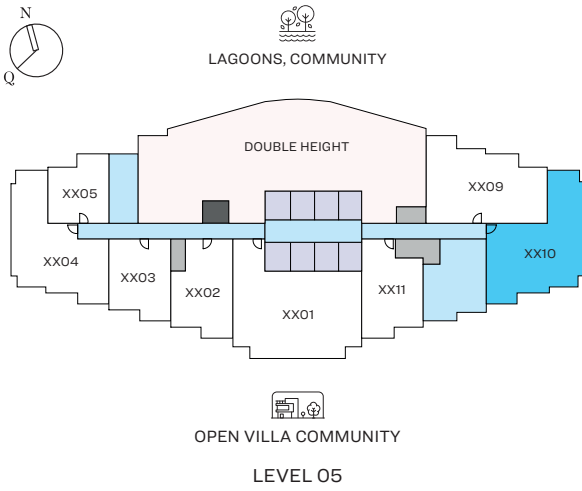 N
Q
LAGOONS, COMMUNITY
DOUBLE HEIGHT
XX05
XX09
XX04
XX03
XX02
XX01
XX11
XX10
OPEN VILLA COMMUNITY
LEVEL 05